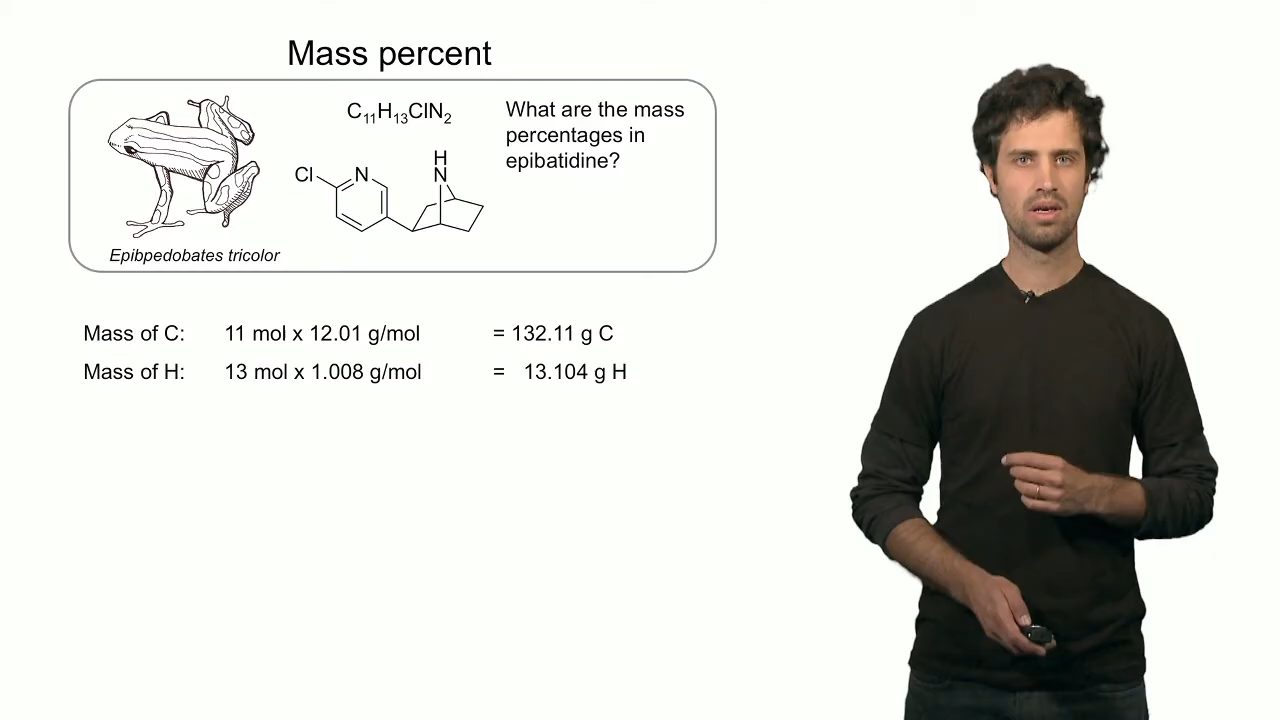 Mass percent
C₁₁H₁₃ClN₂
What are the mass
percentages in
epibatidine?
H
Cl N N
Epibpedobates tricolor
Mass of C: 11 mol x 12.01 g/mol = 132.11 g C
Mass of H: 13 mol x 1.008 g/mol = 13.104 g H